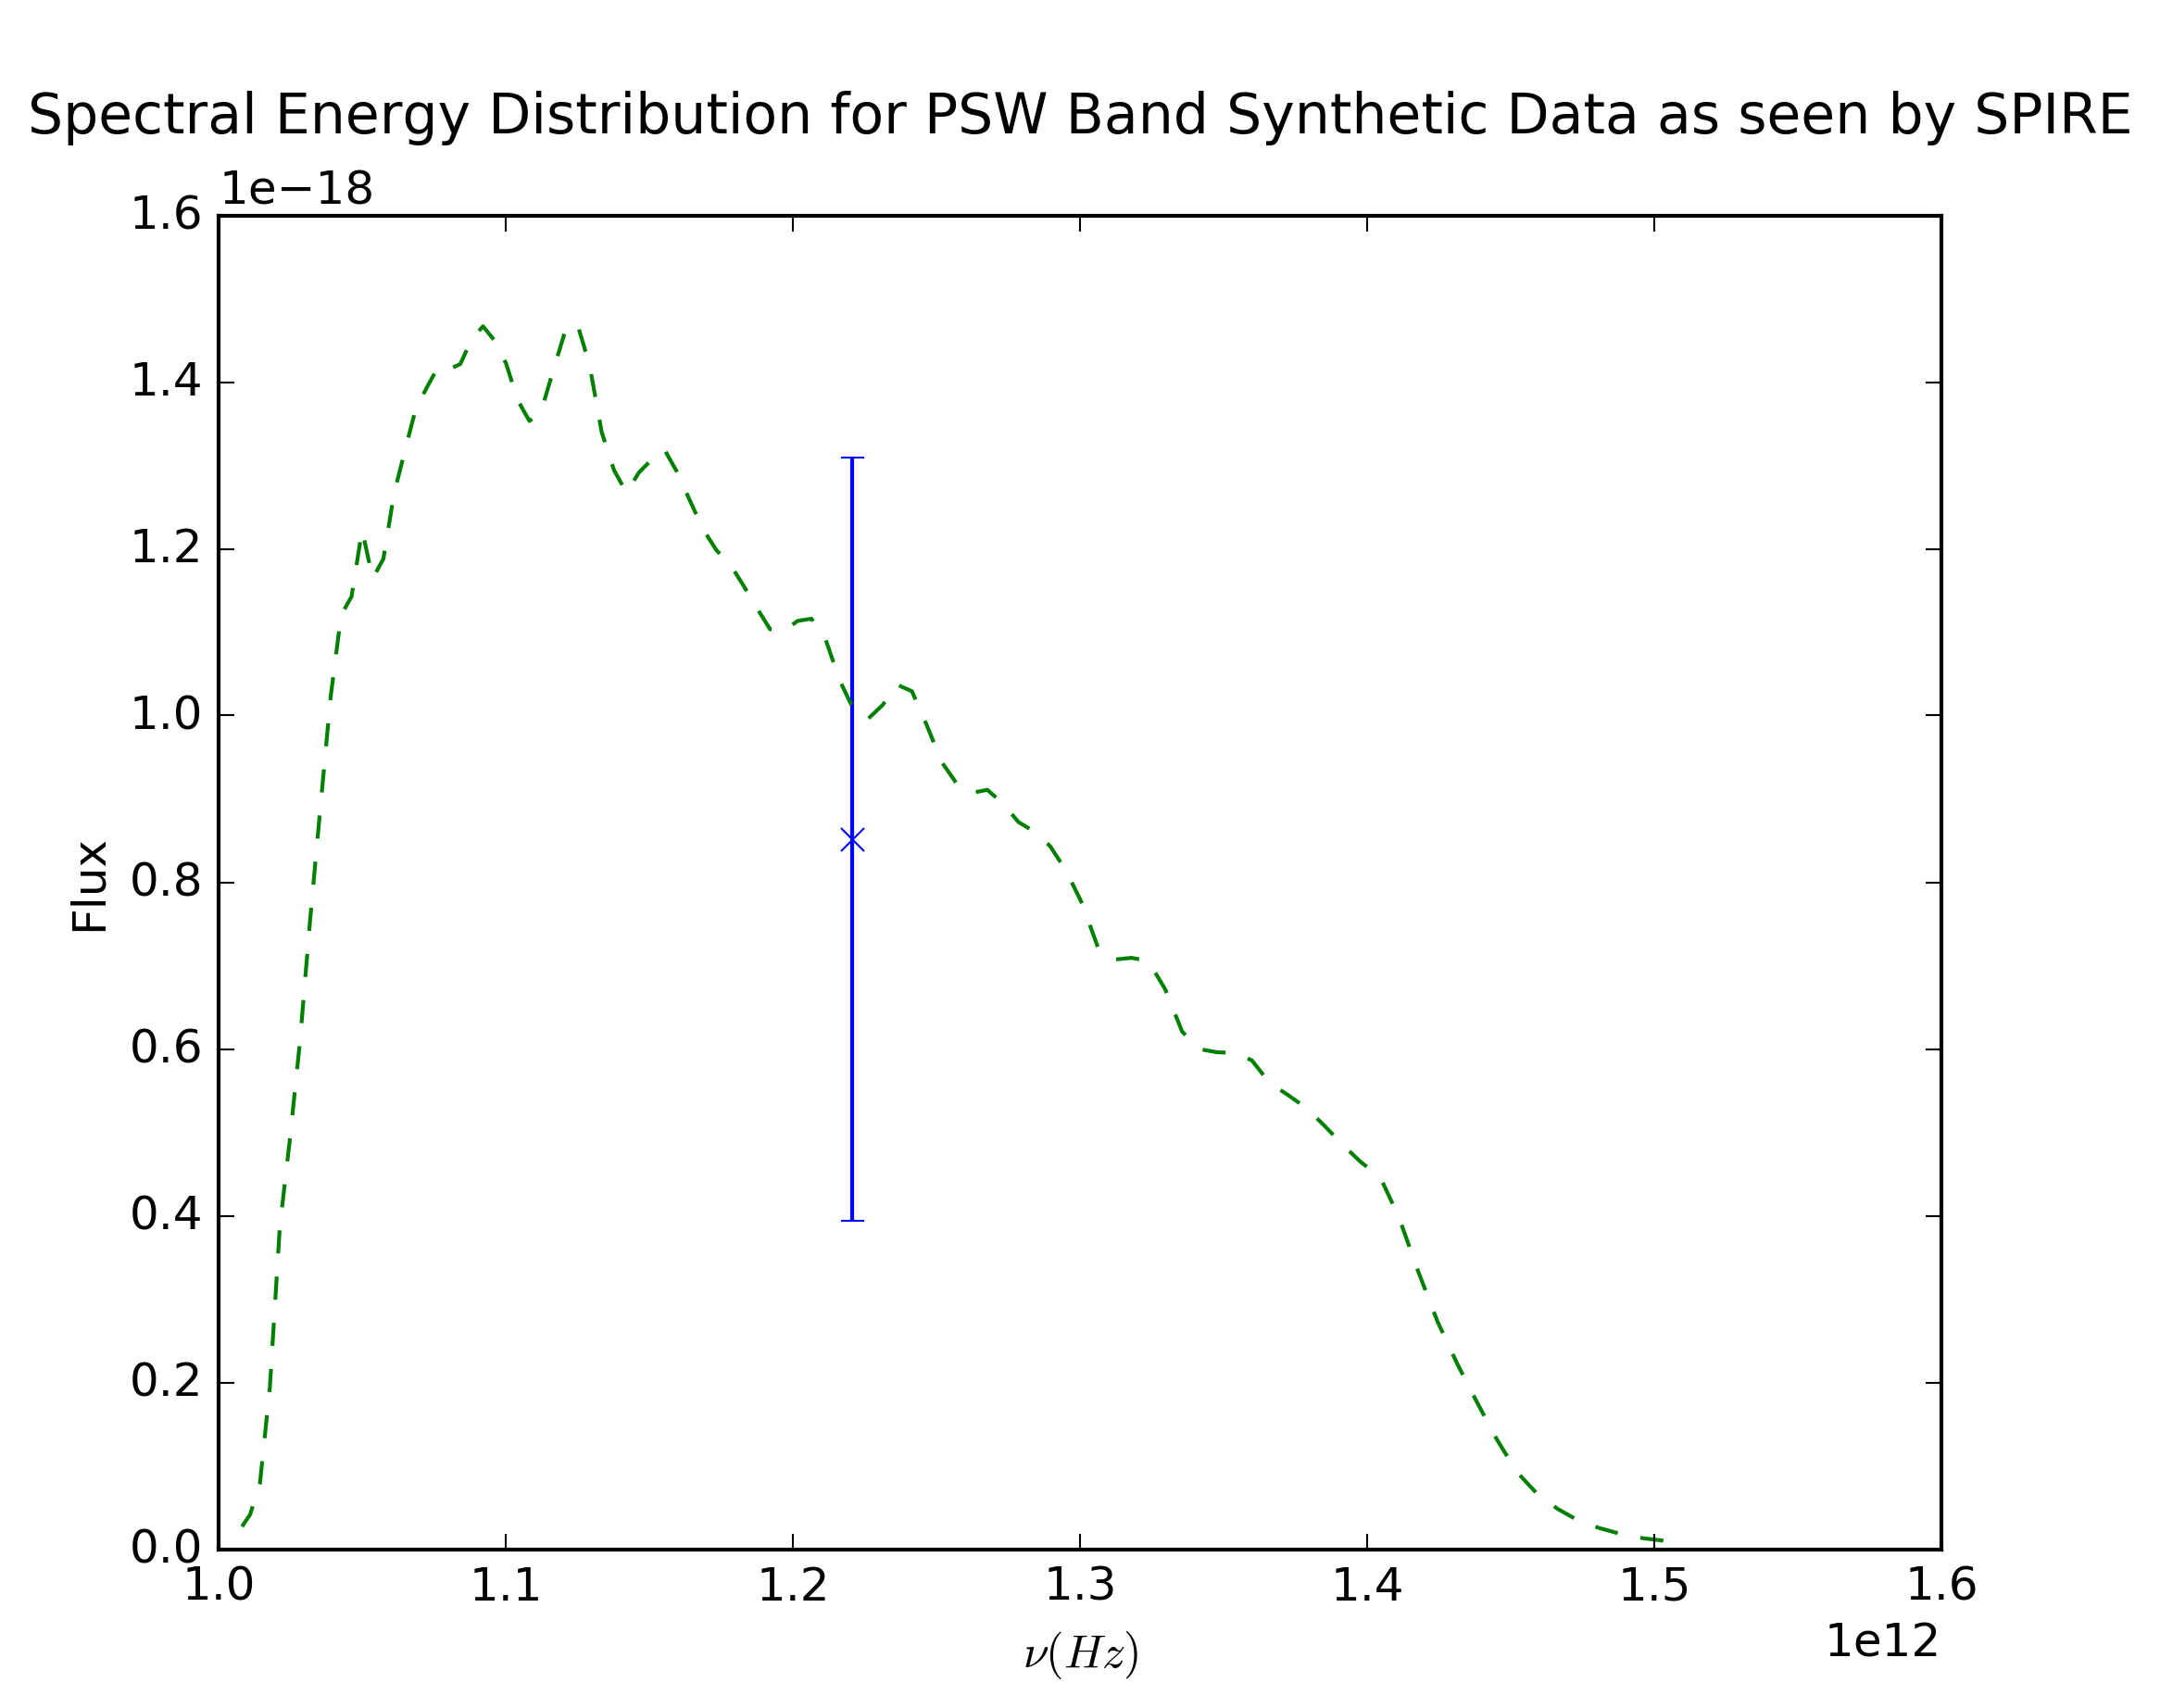 Spectral Energy Distribution for PSW Band Synthetic Data as seen by SPIRE
1e−18
1.6
1.4
1.2
1.0
0.8
0.6
0.4
0.2
0.0
Flux
1.0 1.1 1.2 1.3 1.4 1.5 1.6
1e12
ν(Hz)